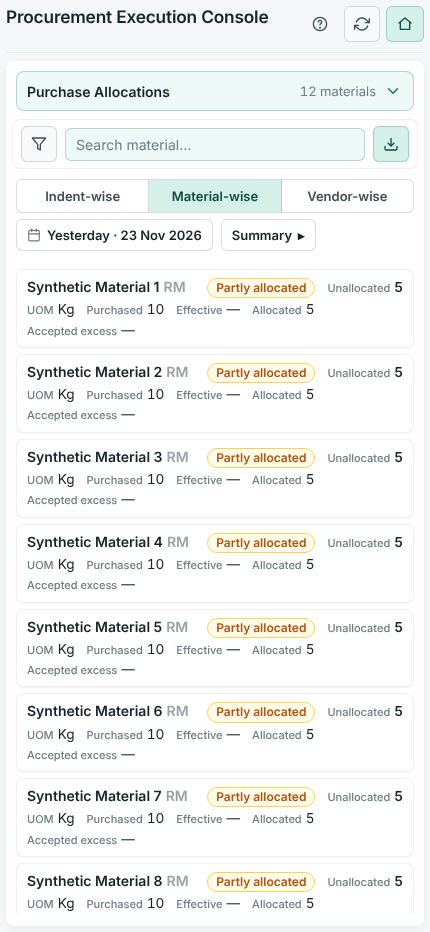 Procurement Execution Console
Purchase Allocations 12 materials
Search material...
Indent-wise Material-wise Vendor-wise
Yesterday · 23 Nov 2026 Summary ▸
Synthetic Material 1 RM Partly allocated Unallocated 5
UOM Kg Purchased 10 Effective — Allocated 5
Accepted excess —
Synthetic Material 2 RM Partly allocated Unallocated 5
UOM Kg Purchased 10 Effective — Allocated 5
Accepted excess —
Synthetic Material 3 RM Partly allocated Unallocated 5
UOM Kg Purchased 10 Effective — Allocated 5
Accepted excess —
Synthetic Material 4 RM Partly allocated Unallocated 5
UOM Kg Purchased 10 Effective — Allocated 5
Accepted excess —
Synthetic Material 5 RM Partly allocated Unallocated 5
UOM Kg Purchased 10 Effective — Allocated 5
Accepted excess —
Synthetic Material 6 RM Partly allocated Unallocated 5
UOM Kg Purchased 10 Effective — Allocated 5
Accepted excess —
Synthetic Material 7 RM Partly allocated Unallocated 5
UOM Kg Purchased 10 Effective — Allocated 5
Accepted excess —
Synthetic Material 8 RM Partly allocated Unallocated 5
UOM Kg Purchased 10 Effective — Allocated 5